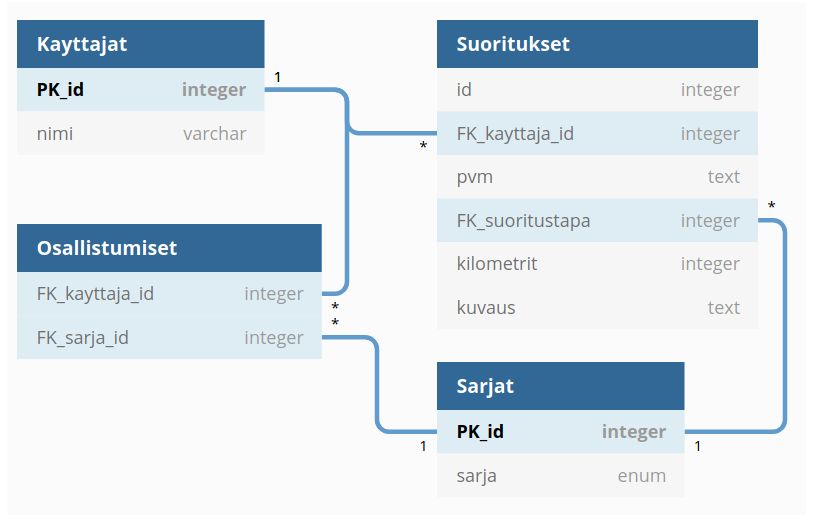 Kayttajat
PK_id integer
nimi varchar
1
Suoritukset
id integer
FK_kayttaja_id integer
*
pvm text
FK_suoritustapa integer
*
kilometrit integer
kuvaus text
Osallistumiset
FK_kayttaja_id integer
*
FK_sarja_id integer
*
Sarjat
PK_id integer
1
1
sarja enum